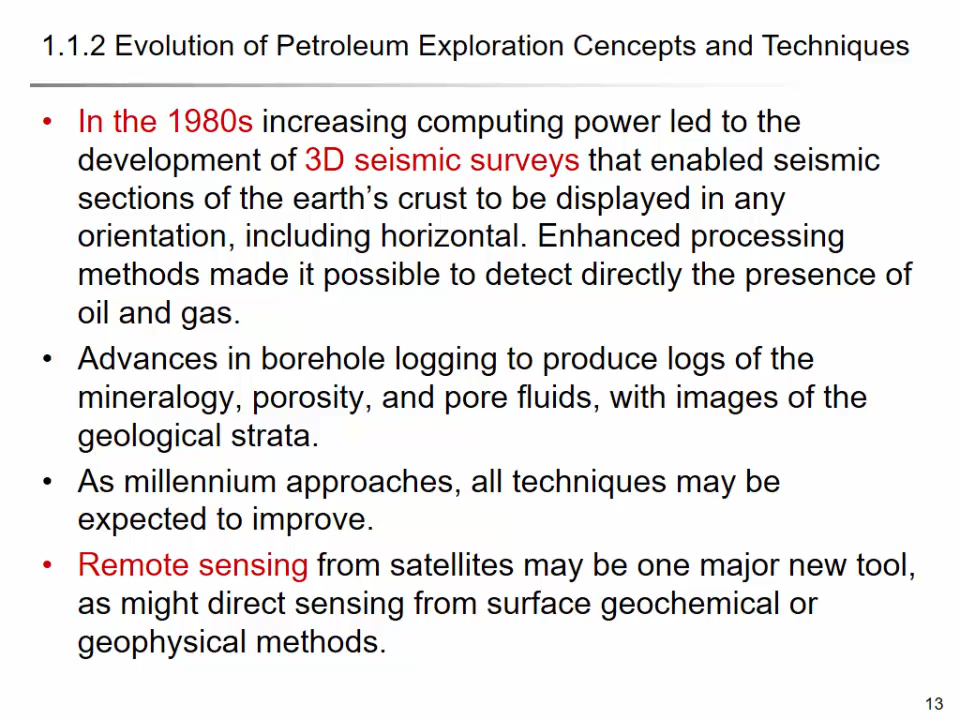 1.1.2 Evolution of Petroleum Exploration Cencepts and Techniques
• In the 1980s increasing computing power led to the
development of 3D seismic surveys that enabled seismic
sections of the earth’s crust to be displayed in any
orientation, including horizontal. Enhanced processing
methods made it possible to detect directly the presence of
oil and gas.
• Advances in borehole logging to produce logs of the
mineralogy, porosity, and pore fluids, with images of the
geological strata.
• As millennium approaches, all techniques may be
expected to improve.
• Remote sensing from satellites may be one major new tool,
as might direct sensing from surface geochemical or
geophysical methods.
13